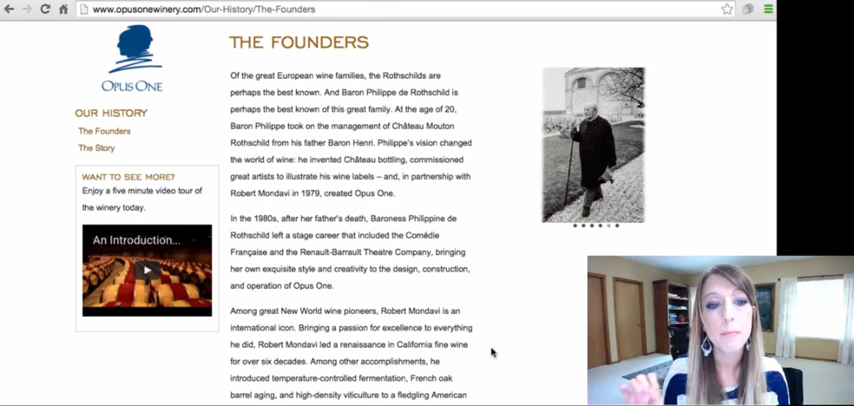 www.opusonewinery.com/Our-History/The-Founders
OPUS ONE
OUR HISTORY
The Founders
The Story
WANT TO SEE MORE?
Enjoy a five minute video tour of
the winery today.
An Introduction...
THE FOUNDERS
Of the great European wine families, the Rothschilds are
perhaps the best known. And Baron Philippe de Rothschild is
perhaps the best known of this great family. At the age of 20,
Baron Philippe took on the management of Château Mouton
Rothschild from his father Baron Henri. Philippe's vision changed
the world of wine: he invented Château bottling, commissioned
great artists to illustrate his wine labels – and, in partnership with
Robert Mondavi in 1979, created Opus One.
In the 1980s, after her father's death, Baroness Philippine de
Rothschild left a stage career that included the Comédie
Française and the Renault-Barrault Theatre Company, bringing
her own exquisite style and creativity to the design, construction,
and operation of Opus One.
Among great New World wine pioneers, Robert Mondavi is an
international icon. Bringing a passion for excellence to everything
he did, Robert Mondavi led a renaissance in California fine wine
for over six decades. Among other accomplishments, he
introduced temperature-controlled fermentation, French oak
barrel aging, and high-density viticulture to a fledgling American